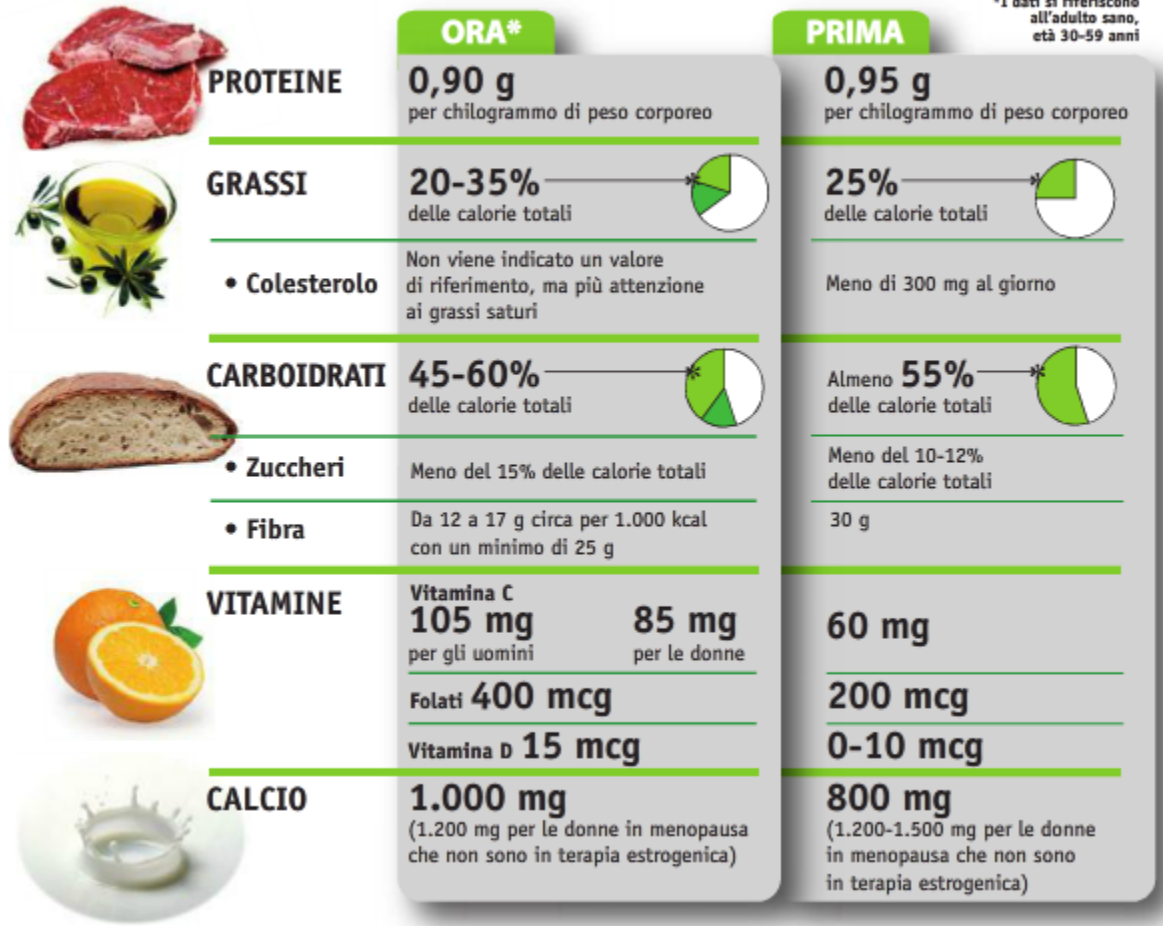 *I dati si riferiscono
all'adulto sano,
età 30-59 anni
ORA*
PRIMA
PROTEINE
0,90 g
per chilogrammo di peso corporeo
0,95 g
per chilogrammo di peso corporeo
GRASSI
20-35%
delle calorie totali
*
25%
delle calorie totali
*
• Colesterolo
Non viene indicato un valore
di riferimento, ma più attenzione
ai grassi saturi
Meno di 300 mg al giorno
CARBOIDRATI
45-60%
delle calorie totali
*
Almeno 55%
delle calorie totali
*
• Zuccheri
Meno del 15% delle calorie totali
Meno del 10-12%
delle calorie totali
• Fibra
Da 12 a 17 g circa per 1.000 kcal
con un minimo di 25 g
30 g
VITAMINE
Vitamina C
105 mg
per gli uomini
85 mg
per le donne
60 mg
Folati 400 mcg
200 mcg
Vitamina D 15 mcg
0-10 mcg
CALCIO
1.000 mg
(1.200 mg per le donne in menopausa
che non sono in terapia estrogenica)
800 mg
(1.200-1.500 mg per le donne
in menopausa che non sono
in terapia estrogenica)